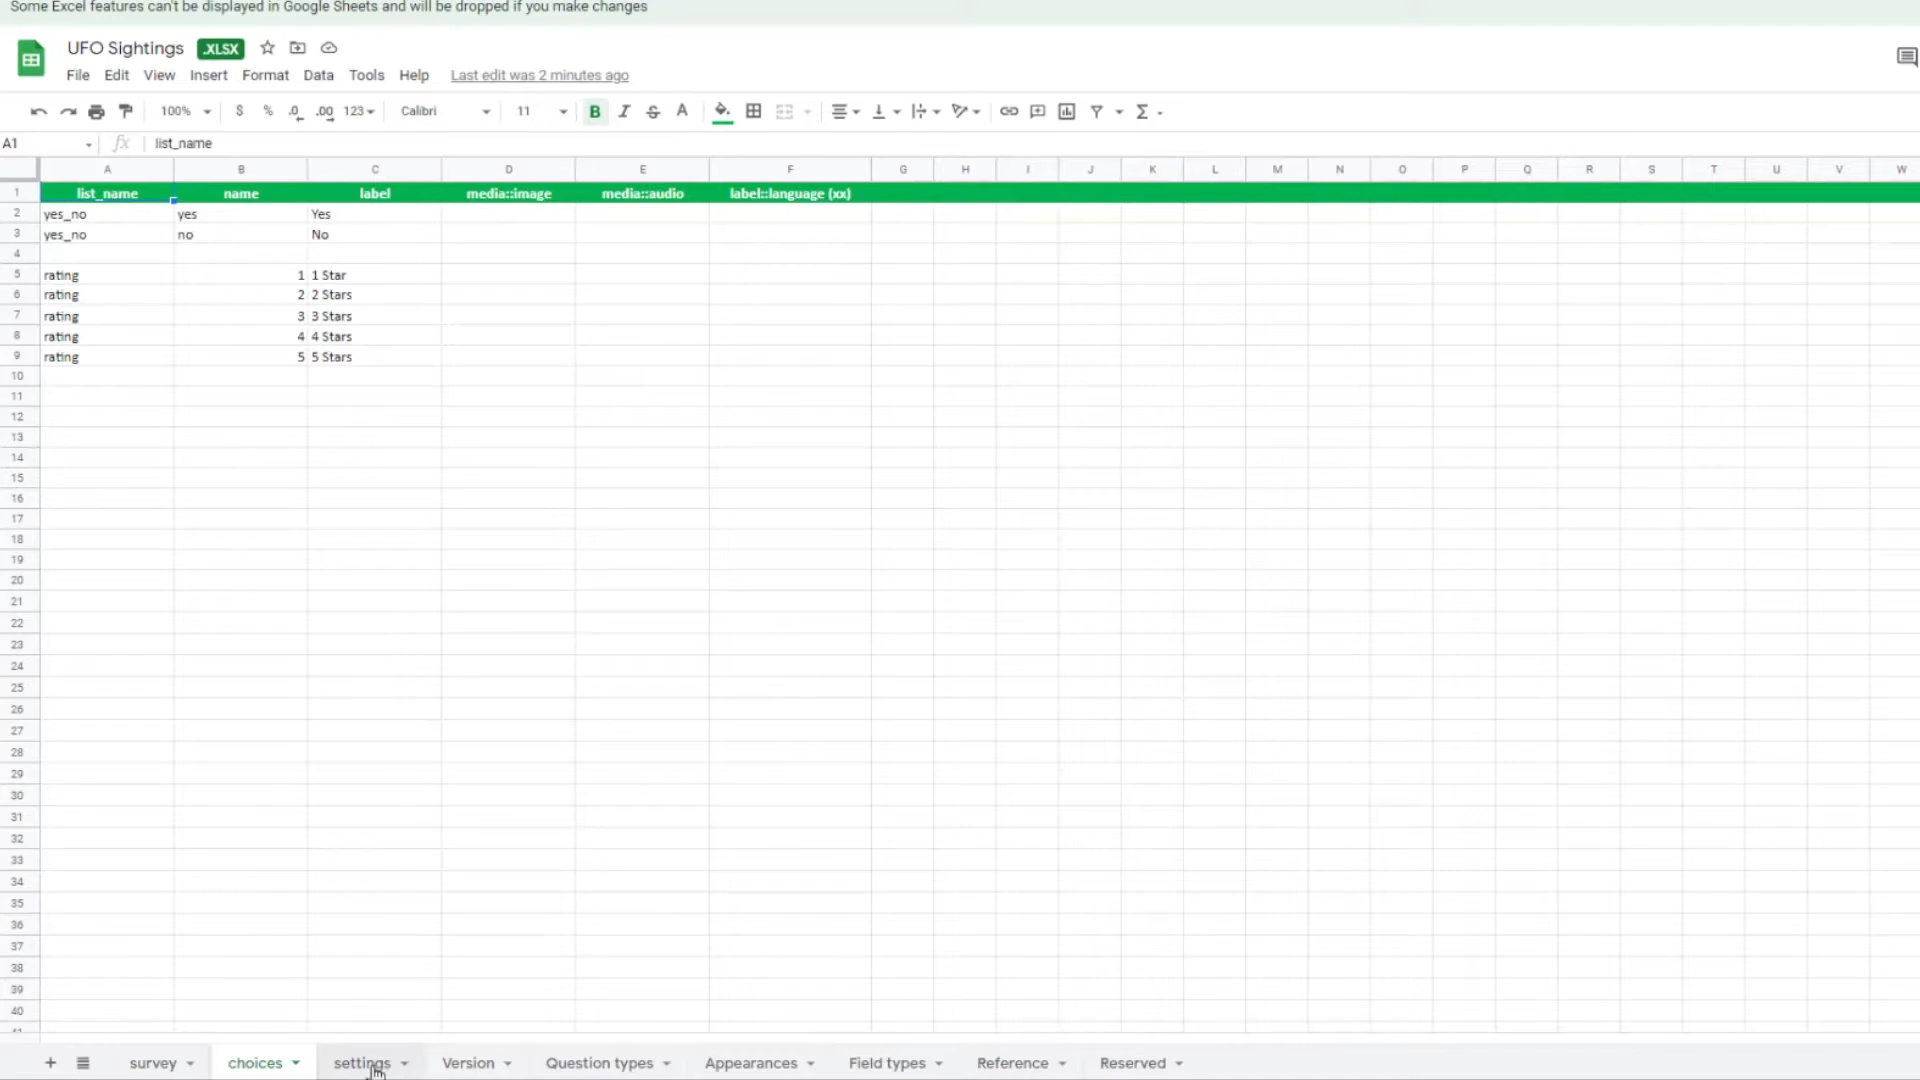 Some Excel features can't be displayed in Google Sheets and will be dropped if you make changes
UFO Sightings .XLSX
File Edit View Insert Format Data Tools Help Last edit was 2 minutes ago
100% $ % .0 .00 123 Calibri 11 B I S A
A1 fx list_name
A B C D E F G H I J K L M N O P Q R S T U V W
1 list_name name label media::image media::audio label::language (xx)
2 yes_no yes Yes
3 yes_no no No
4
5 rating 1 1 Star
6 rating 2 2 Stars
7 rating 3 3 Stars
8 rating 4 4 Stars
9 rating 5 5 Stars
10
11
12
13
14
15
16
17
18
19
20
21
22
23
24
25
26
27
28
29
30
31
32
33
34
35
36
37
38
39
40
41
+ survey choices settings Version Question types Appearances Field types Reference Reserved